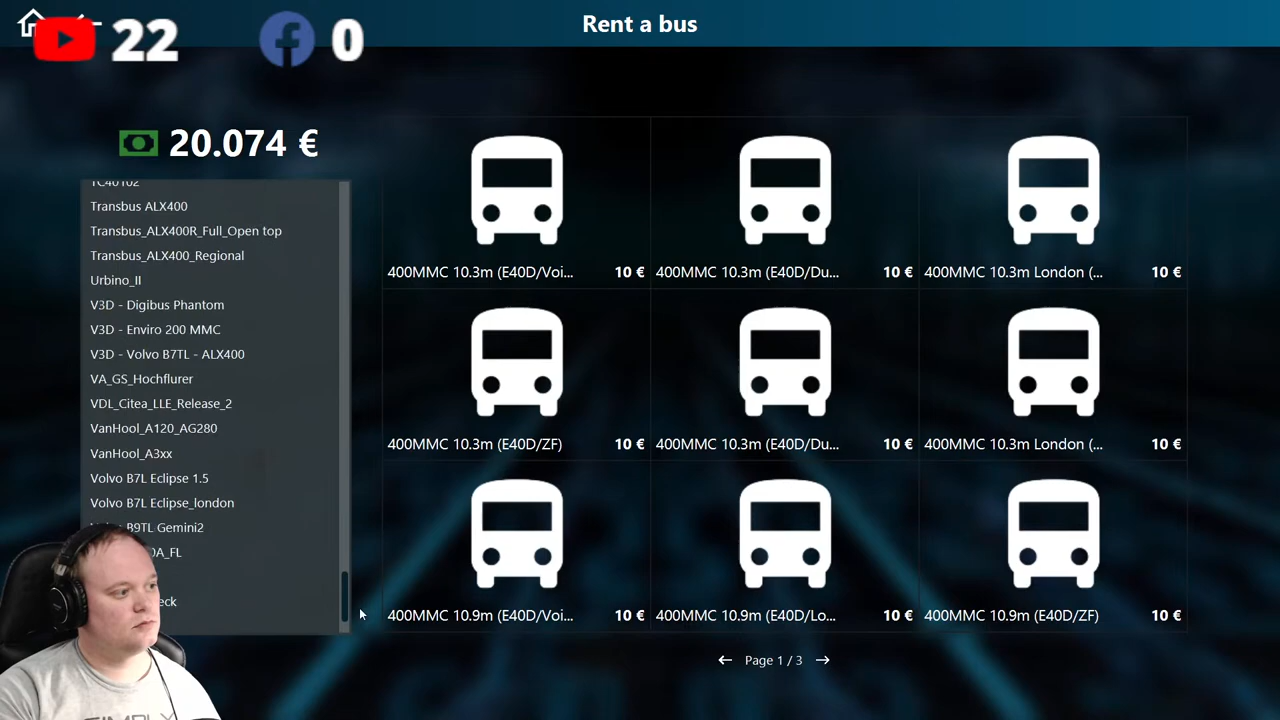 Rent a bus
22
0
20.074 €
TC40102
Transbus ALX400
Transbus_ALX400R_Full_Open top
Transbus_ALX400_Regional
Urbino_II
V3D - Digibus Phantom
V3D - Enviro 200 MMC
V3D - Volvo B7TL - ALX400
VA_GS_Hochflurer
VDL_Citea_LLE_Release_2
VanHool_A120_AG280
VanHool_A3xx
Volvo B7L Eclipse 1.5
Volvo B7L Eclipse_london
B9TL Gemini2
400MMC 10.3m (E40D/Voi... 10 €
400MMC 10.3m (E40D/Du... 10 €
400MMC 10.3m London (... 10 €
400MMC 10.3m (E40D/ZF) 10 €
400MMC 10.3m (E40D/Du... 10 €
400MMC 10.3m London (... 10 €
400MMC 10.9m (E40D/Voi... 10 €
400MMC 10.9m (E40D/Lo... 10 €
400MMC 10.9m (E40D/ZF) 10 €
Page 1 / 3